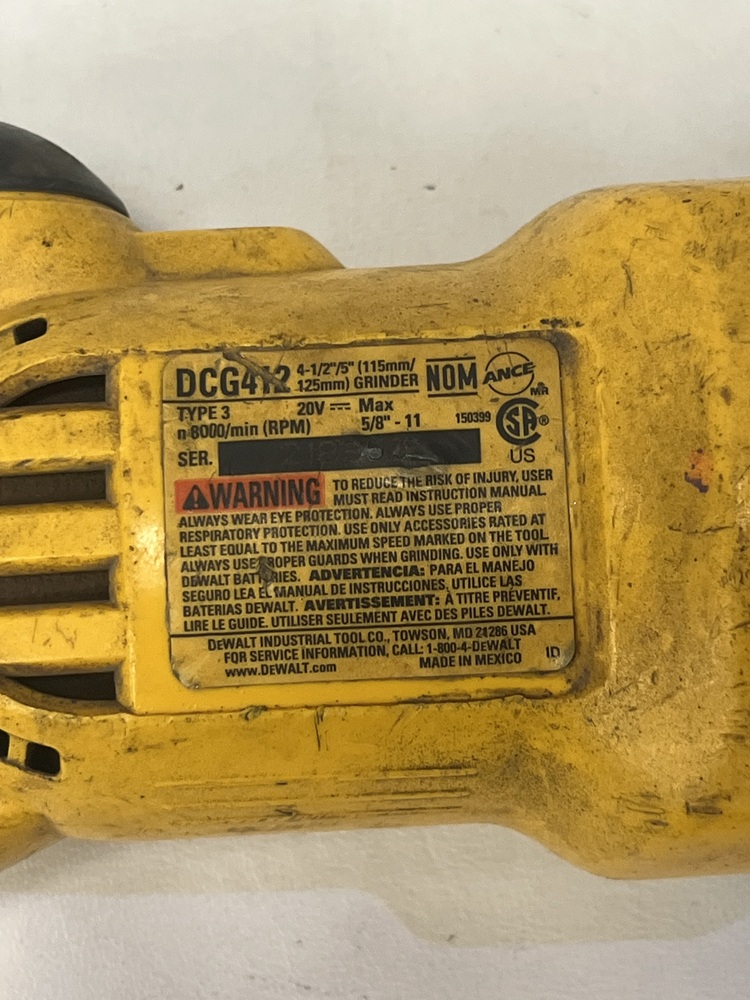 DCG412 4-1/2"/5" (115mm/
125mm) GRINDER NOM ANCE MR
TYPE 3 20V ⎓ Max
n 8000/min (RPM) 5/8" - 11 150399 SA®
SER. US
WARNING TO REDUCE THE RISK OF INJURY, USER
MUST READ INSTRUCTION MANUAL.
ALWAYS WEAR EYE PROTECTION. ALWAYS USE PROPER
RESPIRATORY PROTECTION. USE ONLY ACCESSORIES RATED AT
LEAST EQUAL TO THE MAXIMUM SPEED MARKED ON THE TOOL.
ALWAYS USE PROPER GUARDS WHEN GRINDING. USE ONLY WITH
DEWALT BATTERIES. ADVERTENCIA: PARA EL MANEJO
SEGURO LEA EL MANUAL DE INSTRUCCIONES, UTILICE LAS
BATERIAS DEWALT. AVERTISSEMENT: À TITRE PRÉVENTIF,
LIRE LE GUIDE. UTILISER SEULEMENT AVEC DES PILES DEWALT.
DEWALT INDUSTRIAL TOOL CO., TOWSON, MD 21286 USA
FOR SERVICE INFORMATION, CALL: 1-800-4-DEWALT ID
www.DEWALT.com MADE IN MEXICO